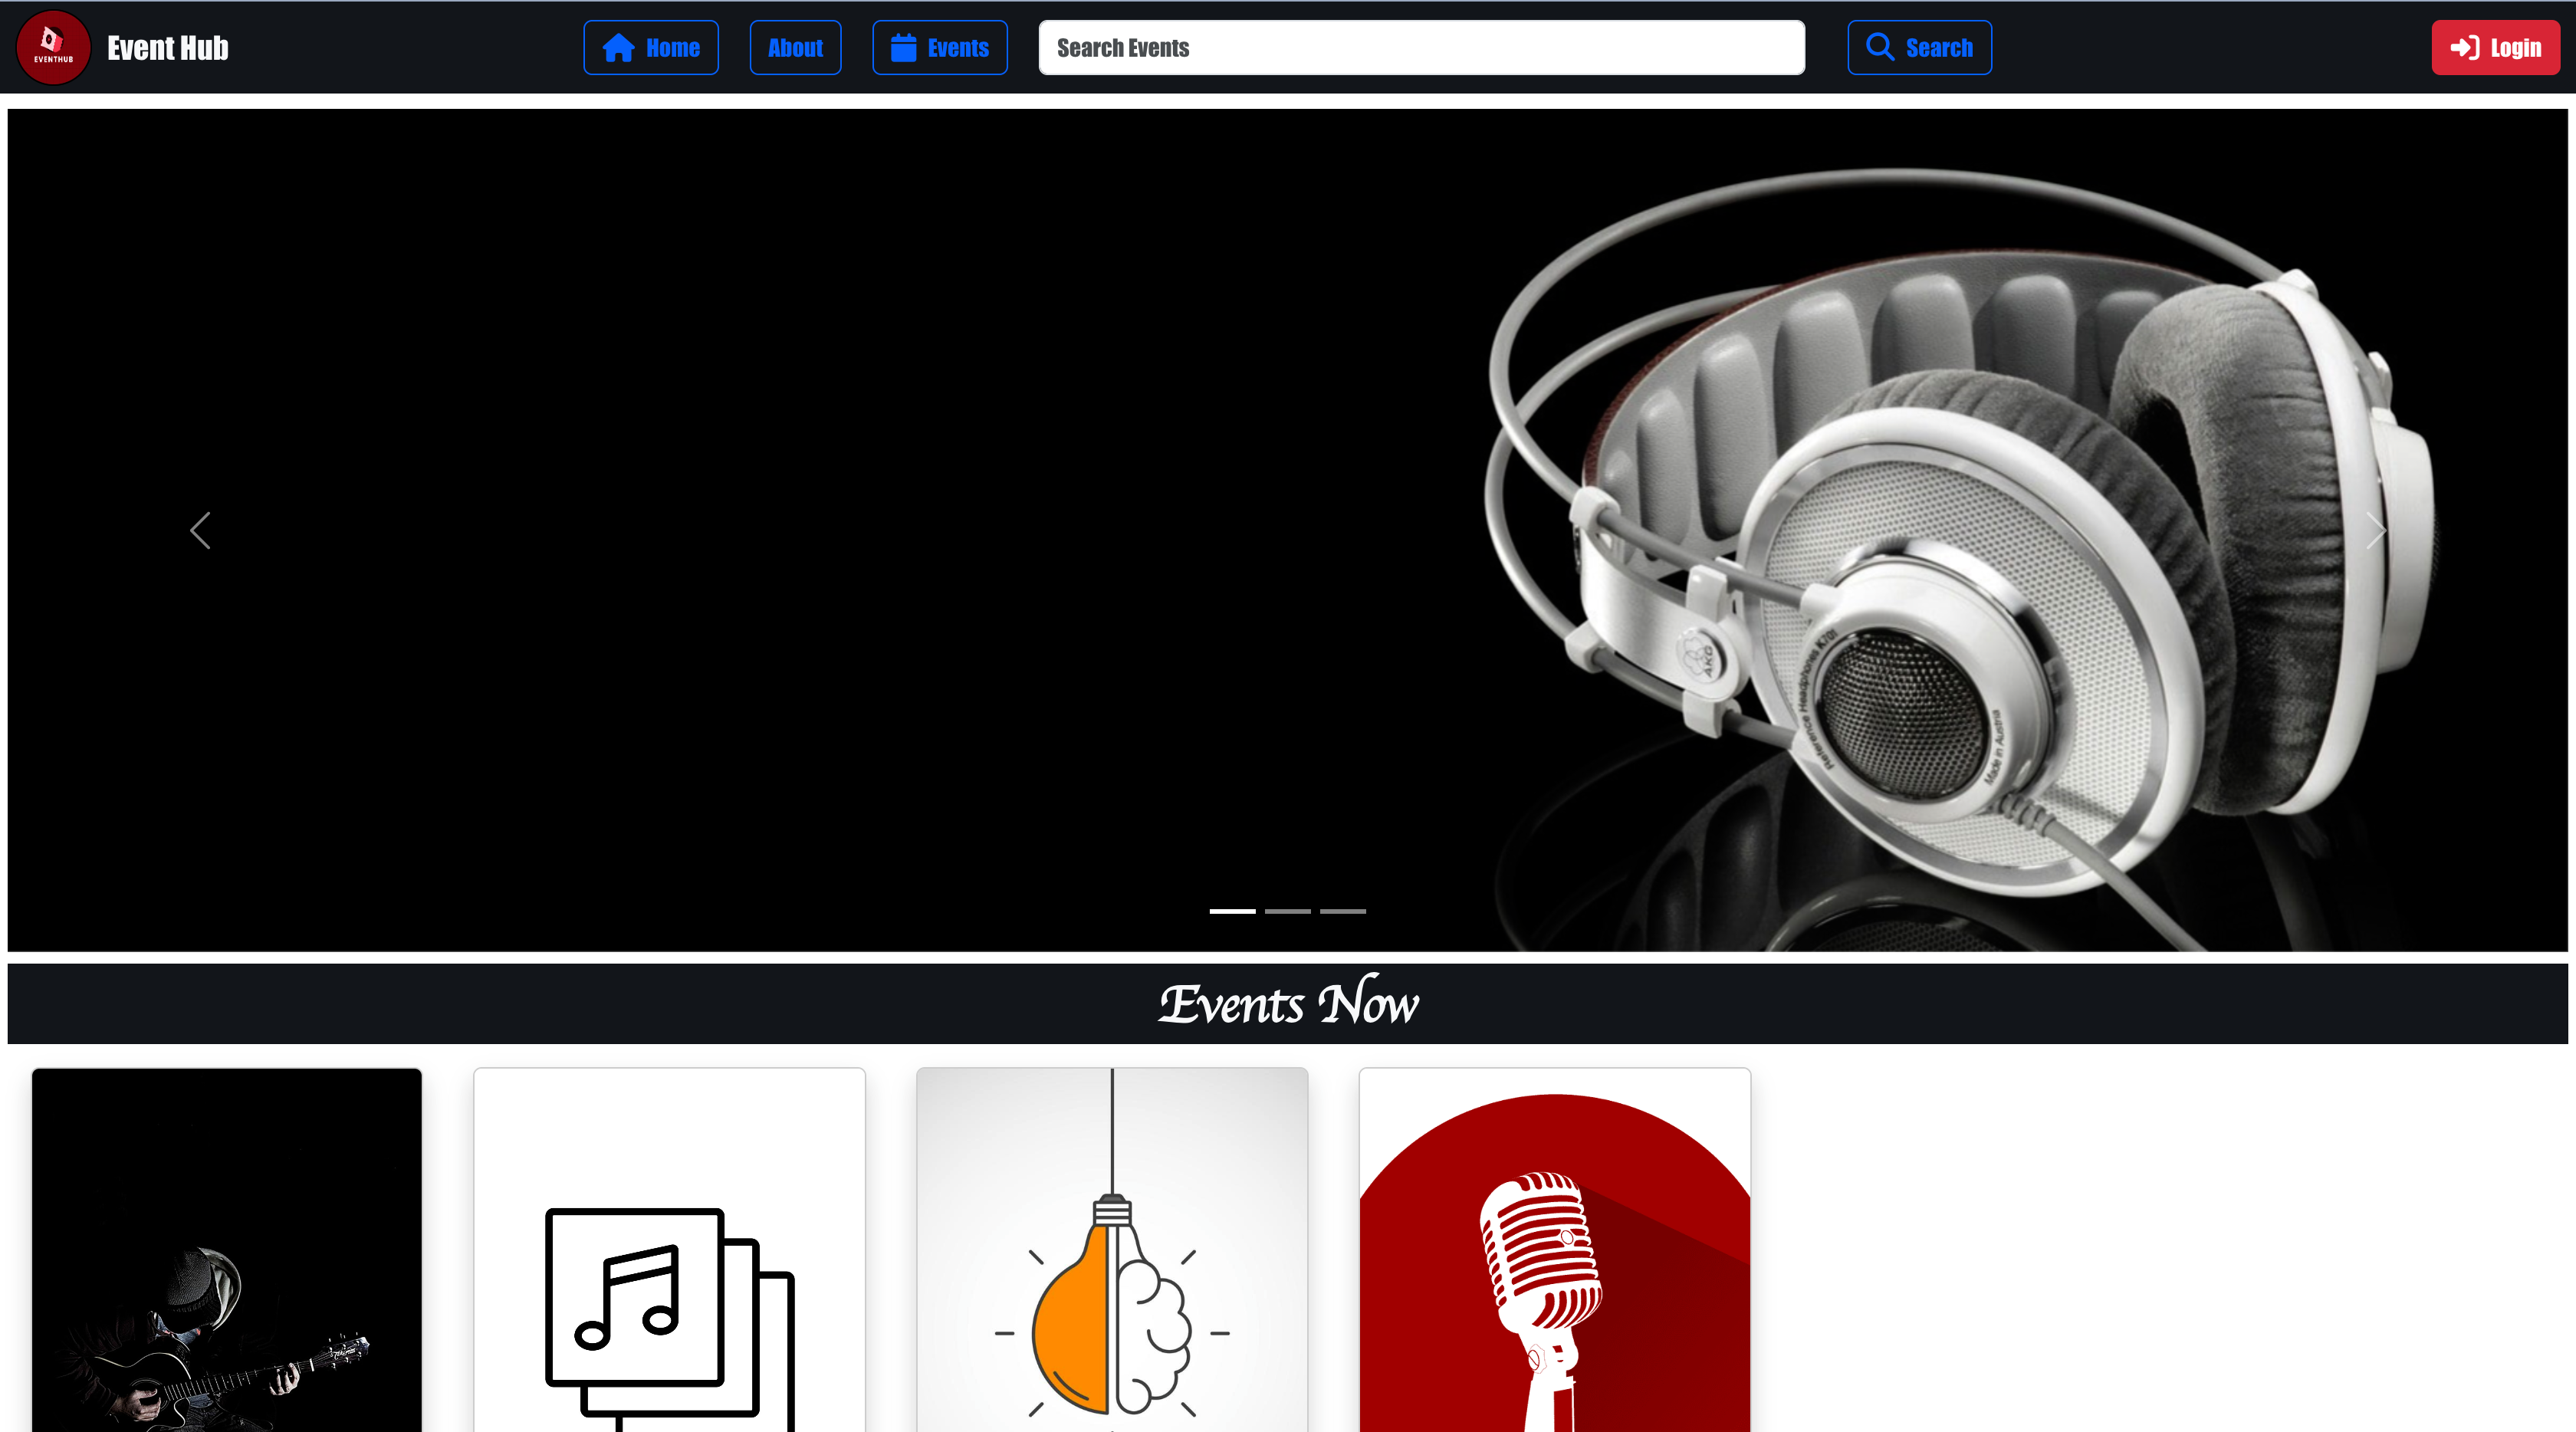 EVENTHUB
Event Hub
Home
About
Events
Search Events
Search
Login
AKG
Reference Headphones K701
Made in Austria
Events Now